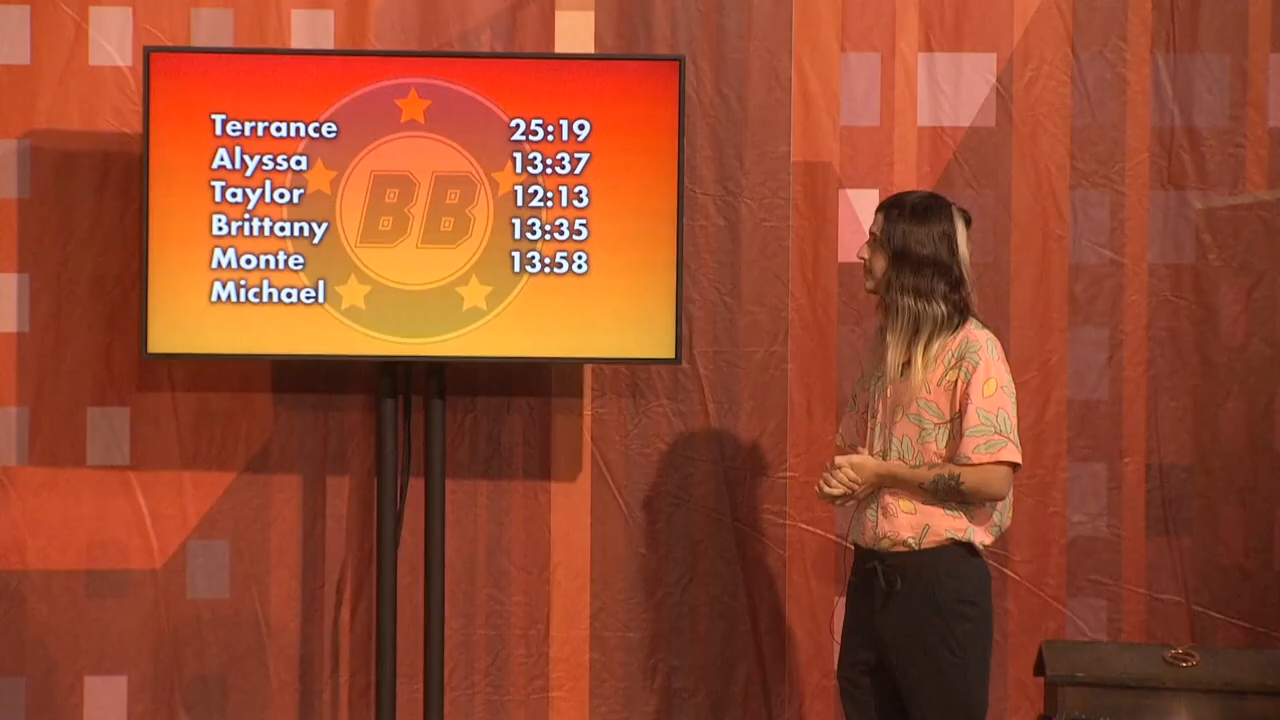 Terrance 25:19
Alyssa 13:37
Taylor 12:13
Brittany 13:35
Monte 13:58
Michael
BB